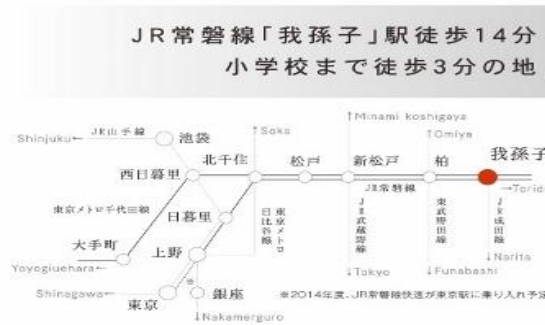 JR常磐線「我孫子」駅徒歩14分
小学校まで徒歩3分の地
↑Minami koshigaya
Shinjuku←
JR山手線
池袋
↑Soka
↑Omiya
北千住
松戸
新松戸
柏
我孫子
西日暮里
JR常磐線
→Toride
東京メトロ千代田線
日暮里
東京メトロ
日比谷線
JR武蔵野線
東武野田線
JR成田線
大手町
上野
Yoyogiuehara←
↓Tokyo
↓Funabashi
↓Narita
※
Shinagawa←
東京
銀座
※2014年度、JR常磐線快速が東京駅に乗り入れ予定
↓Nakamerguro